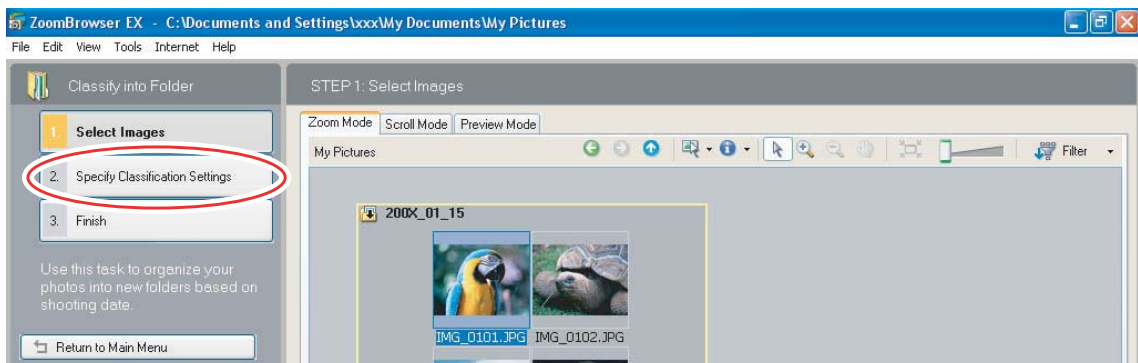 ZoomBrowser EX - C:\Documents and Settings\xxx\My Documents\My Pictures
File Edit View Tools Internet Help
Classify into Folder
1. Select Images
2. Specify Classification Settings
3. Finish
Use this task to organize your
photos into new folders based on
shooting date.
Return to Main Menu
STEP 1: Select Images
Zoom Mode Scroll Mode Preview Mode
My Pictures
Filter
200X_01_15
IMG_0101.JPG IMG_0102.JPG